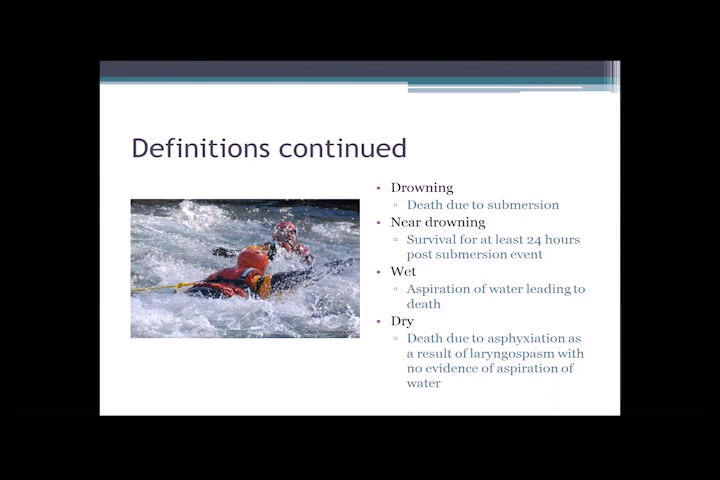 Definitions continued
• Drowning
▫ Death due to submersion
• Near drowning
▫ Survival for at least 24 hours
post submersion event
• Wet
▫ Aspiration of water leading to
death
• Dry
▫ Death due to asphyxiation as
a result of laryngospasm with
no evidence of aspiration of
water